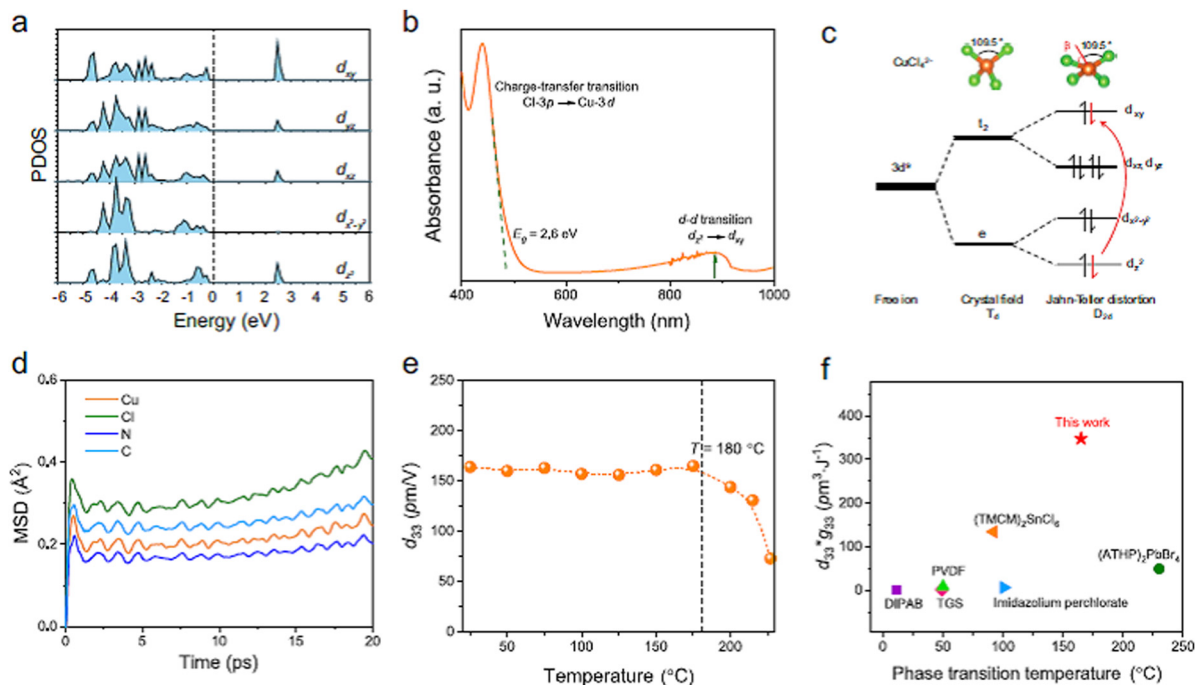 a
PDOS
d_xy
d_yz
d_xz
d_x²-y²
d_z²
-6 -5 -4 -3 -2 -1 0 1 2 3 4 5 6
Energy (eV)
b
Absorbance (a. u.)
Charge-transfer transition
Cl-3p → Cu-3d
E_g = 2,6 eV
d-d transition
d_z² → d_xy
400 600 800 1000
Wavelength (nm)
c
109.5 ° β 109.5 °
CuCl₄²⁻
d_xy
t₂
3d⁹
d_xz, d_yz
d_x²-y²
e
d_z²
Free ion Crystal field Jahn-Teller distortion
T_d D_2d
d
0.6
0.4
0.2
0.0
MSD (Å²)
Cu
Cl
N
C
0 5 10 15 20
Time (ps)
e
250
200
150
100
50
0
d₃₃ (pm/V)
T = 180 °C
50 100 150 200
Temperature (°C)
f
400
300
200
100
0
d₃₃*g₃₃ (pm³·J⁻¹)
This work
(TMCM)₂SnCl₆
(ATHP)₂PbBr₄
PVDF
DIPAB TGS Imidazolium perchlorate
0 50 100 150 200 250
Phase transition temperature (°C)